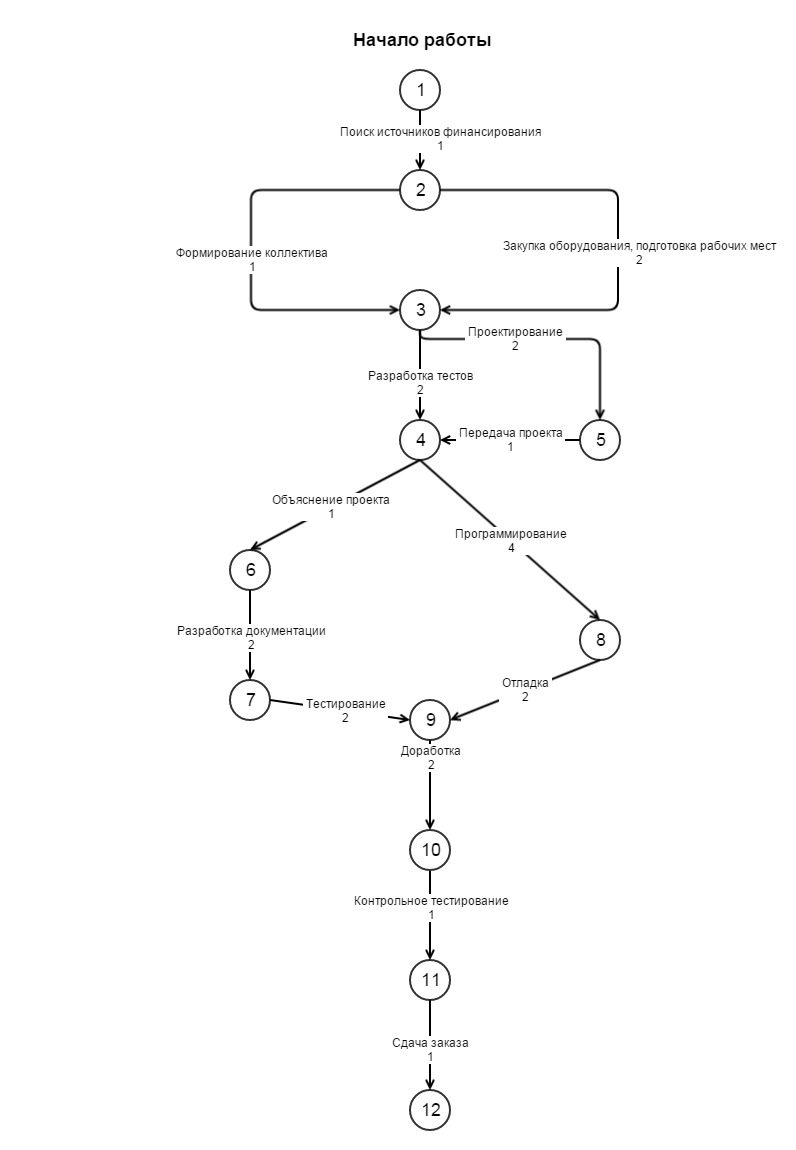 Начало работы
1
Поиск источников финансирования
1
2
Формирование коллектива
1
Закупка оборудования, подготовка рабочих мест
2
3
Проектирование
2
Разработка тестов
2
4
Передача проекта
1
5
Объяснение проекта
1
Программирование
4
6
Разработка документации
2
8
7
Тестирование
2
Отладка
2
9
Доработка
2
10
Контрольное тестирование
1
11
Сдача заказа
1
12